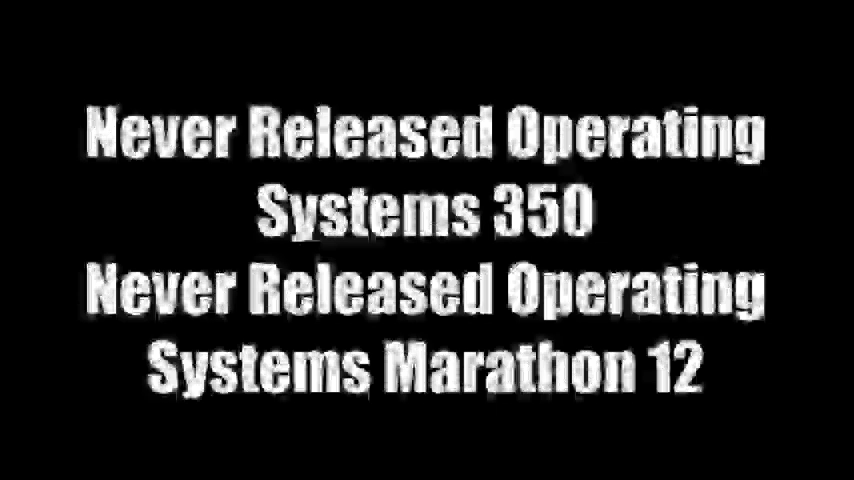 Never Released Operating
Systems 350
Never Released Operating
Systems Marathon 12